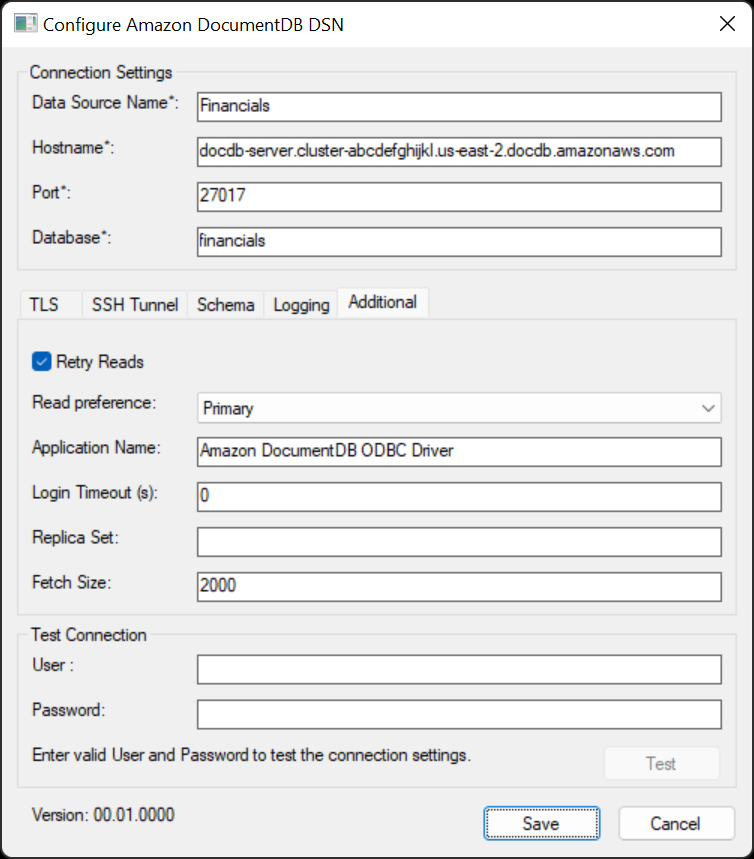 Configure Amazon DocumentDB DSN
Connection Settings
Data Source Name*: Financials
Hostname*: docdb-server.cluster-abcdefghijkl.us-east-2.docdb.amazonaws.com
Port*: 27017
Database*: financials
TLS SSH Tunnel Schema Logging Additional
Retry Reads
Read preference: Primary
Application Name: Amazon DocumentDB ODBC Driver
Login Timeout (s): 0
Replica Set:
Fetch Size: 2000
Test Connection
User :
Password:
Enter valid User and Password to test the connection settings. Test
Version: 00.01.0000 Save Cancel